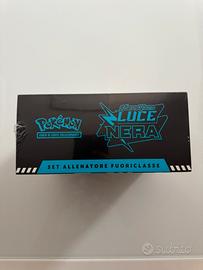 POKÉMON
LUCE
NERA
SET ALLENATORE FUORICLASSE
Subito